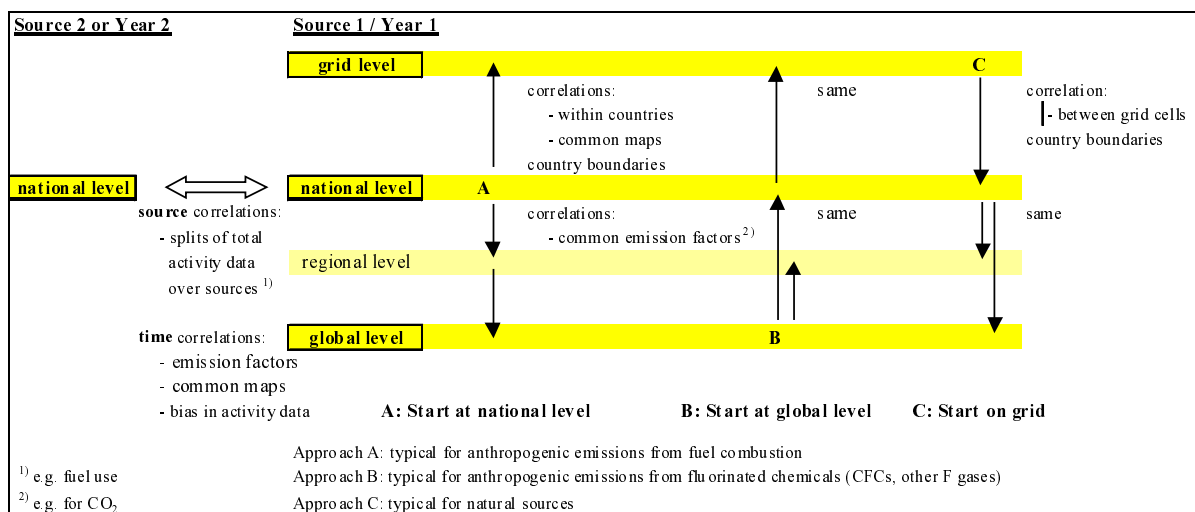 Source 2 or Year 2
Source 1 / Year 1
grid level
C
correlations:
- within countries
- common maps
country boundaries
same
correlation:
- between grid cells
country boundaries
national level
national level
A
source correlations:
- splits of total
activity data
over sources 1)
correlations:
- common emission factors 2)
same
same
regional level
time correlations:
- emission factors
- common maps
- bias in activity data
global level
B
A: Start at national level
B: Start at global level
C: Start on grid
Approach A: typical for anthropogenic emissions from fuel combustion
1) e.g. fuel use
Approach B: typical for anthropogenic emissions from fluorinated chemicals (CFCs, other F gases)
2) e.g. for CO2
Approach C: typical for natural sources